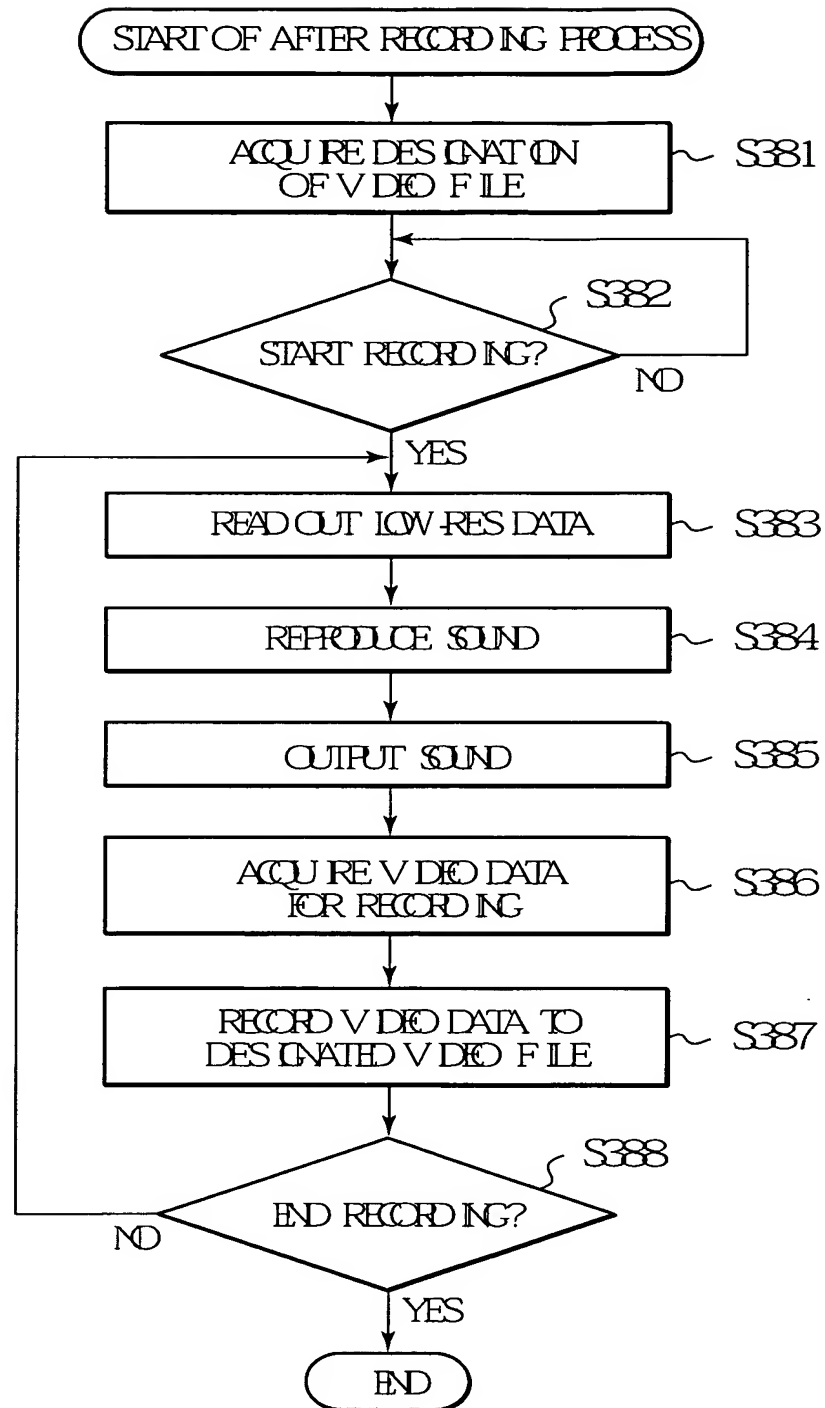 START OF AFTER RECORDING PROCESS
ACQUIRE DESIGNATION
OF VIDEO FILE
S381
S382
START RECORDING?
NO
YES
READ OUT LOW-RES DATA
S383
REPRODUCE SOUND
S384
OUTPUT SOUND
S385
ACQUIRE VIDEO DATA
FOR RECORDING
S386
RECORD VIDEO DATA TO
DESIGNATED VIDEO FILE
S387
S388
END RECORDING?
NO
YES
END